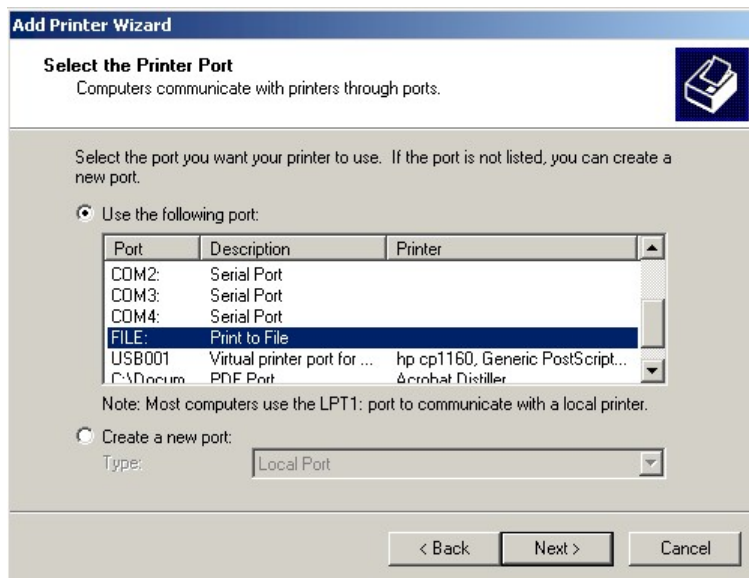 Add Printer Wizard
Select the Printer Port
Computers communicate with printers through ports.
Select the port you want your printer to use. If the port is not listed, you can create a
new port.
Use the following port:
Port Description Printer
COM2: Serial Port
COM3: Serial Port
COM4: Serial Port
FILE: Print to File
USB001 Virtual printer port for ... hp cp1160, Generic PostScript...
C:\Docum PDF Port Acrobat Distiller
Note: Most computers use the LPT1: port to communicate with a local printer.
Create a new port:
Type: Local Port
< Back Next > Cancel